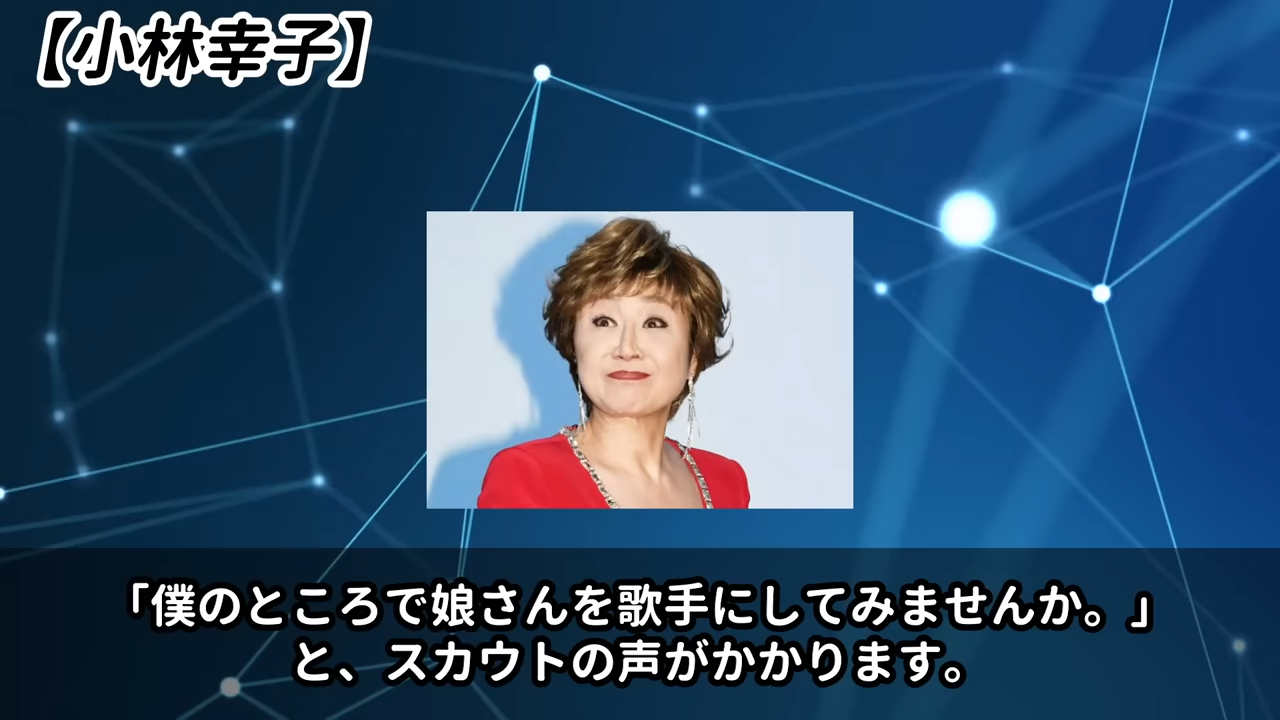 【小林幸子】
「僕のところで娘さんを歌手にしてみませんか。」
と、スカウトの声がかかります。